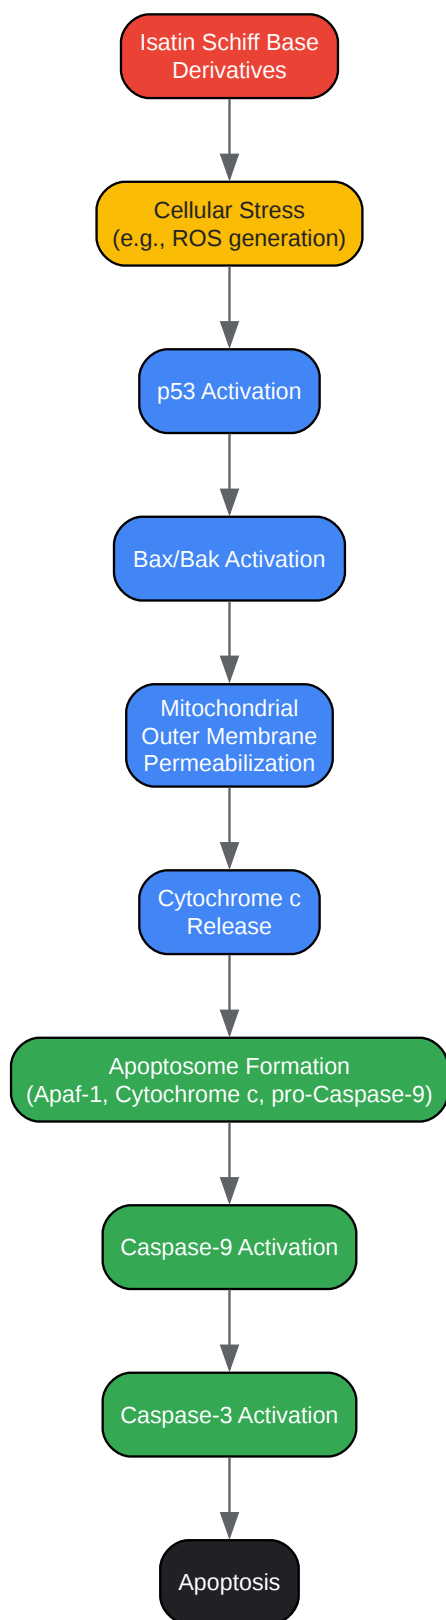 Isatin Schiff Base
Derivatives
Cellular Stress
(e.g., ROS generation)
p53 Activation
Bax/Bak Activation
Mitochondrial
Outer Membrane
Permeabilization
Cytochrome c
Release
Apoptosome Formation
(Apaf-1, Cytochrome c, pro-Caspase-9)
Caspase-9 Activation
Caspase-3 Activation
Apoptosis